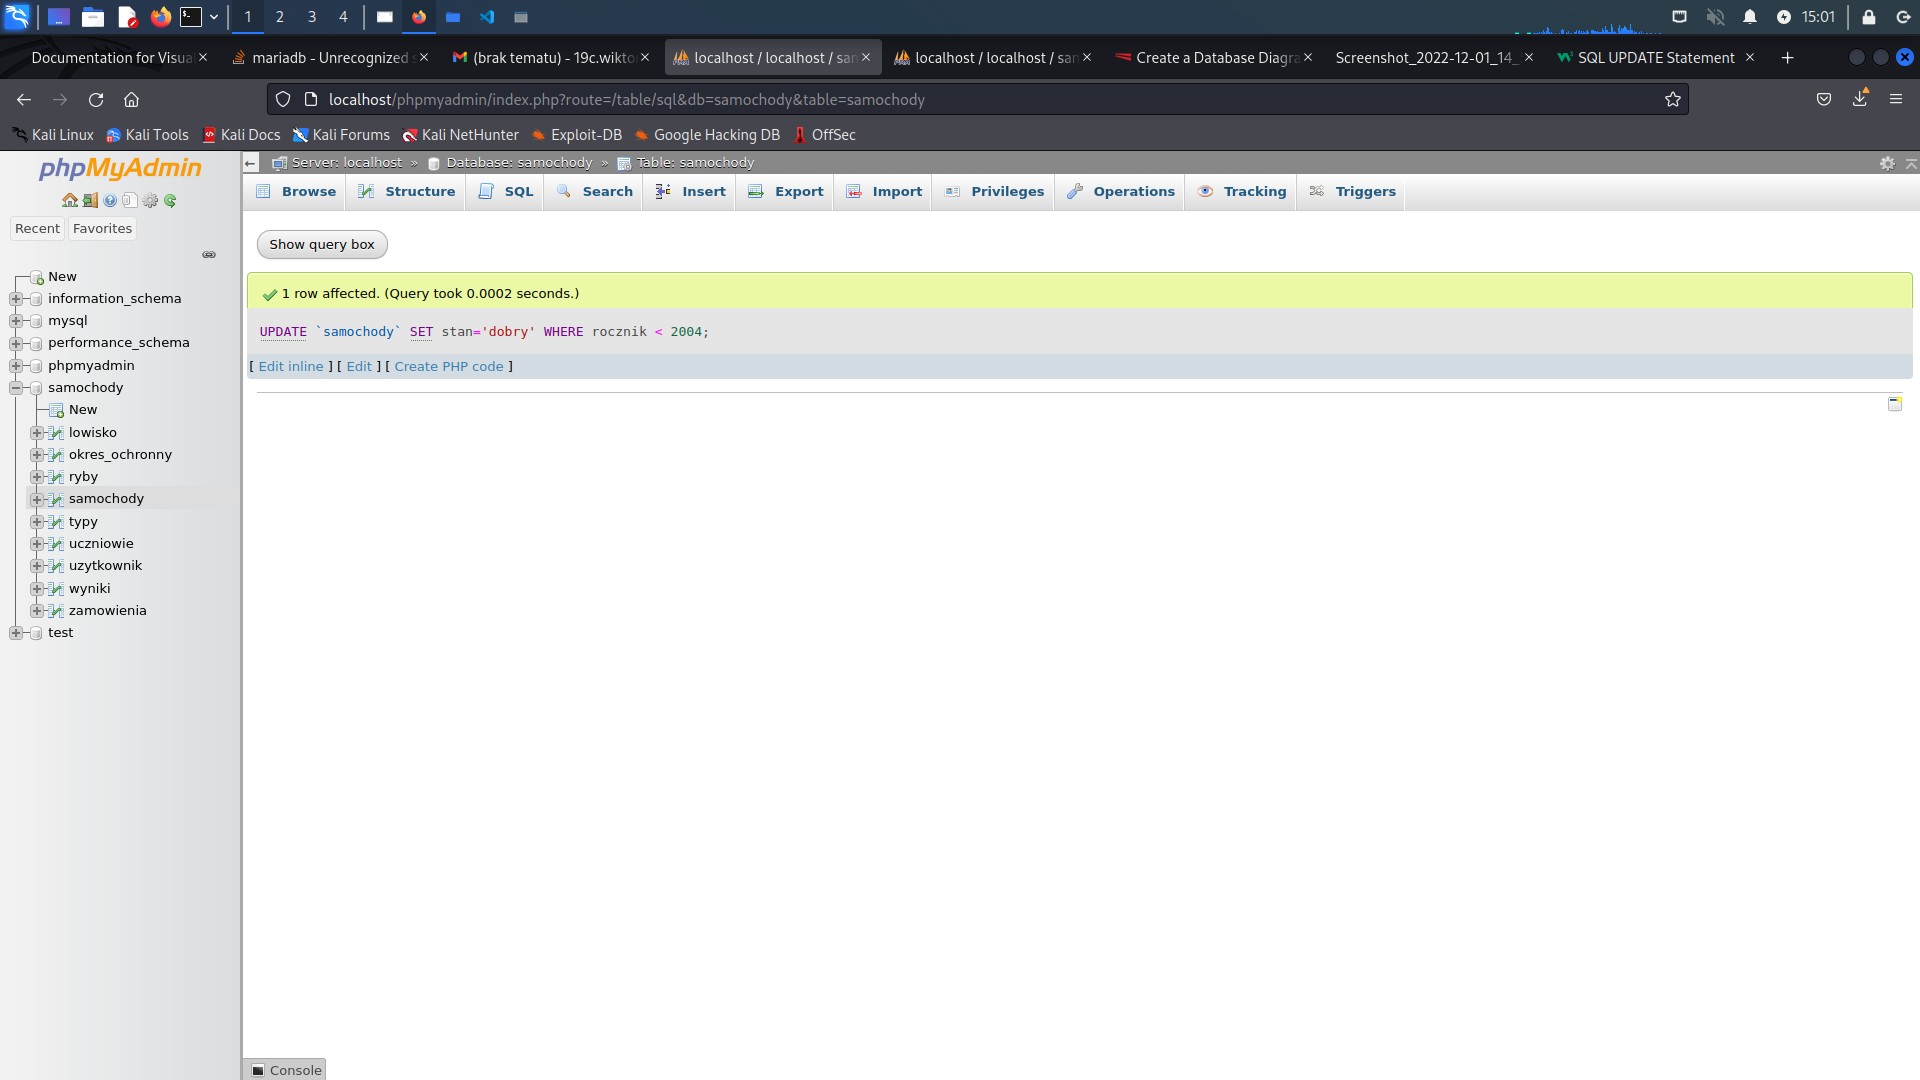 1 2 3 4 15:01
Documentation for Visua mariadb - Unrecognized s (brak tematu) - 19c.wikto localhost / localhost / san localhost / localhost / san Create a Database Diagra Screenshot_2022-12-01_14_ SQL UPDATE Statement
localhost/phpmyadmin/index.php?route=/table/sql&db=samochody&table=samochody
Kali Linux Kali Tools Kali Docs Kali Forums Kali NetHunter Exploit-DB Google Hacking DB OffSec
phpMyAdmin
Recent Favorites
New
information_schema
mysql
performance_schema
phpmyadmin
samochody
New
lowisko
okres_ochronny
ryby
samochody
typy
uczniowie
uzytkownik
wyniki
zamowienia
test
Server: localhost » Database: samochody » Table: samochody
Browse Structure SQL Search Insert Export Import Privileges Operations Tracking Triggers
Show query box
1 row affected. (Query took 0.0002 seconds.)
UPDATE `samochody` SET stan='dobry' WHERE rocznik < 2004;
[ Edit inline ] [ Edit ] [ Create PHP code ]
Console